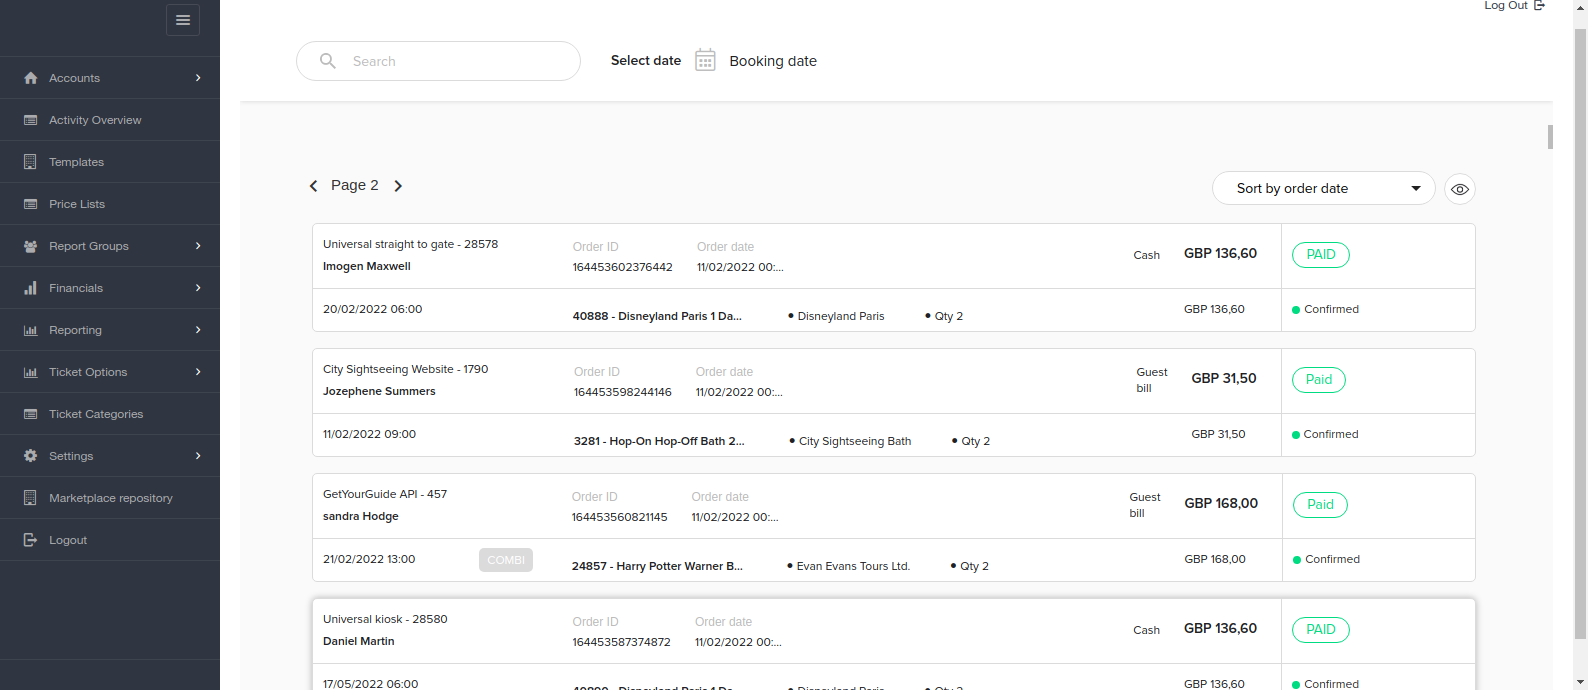 Log Out
Search
Select date
Booking date
Accounts
Activity Overview
Templates
Price Lists
Report Groups
Financials
Reporting
Ticket Options
Ticket Categories
Settings
Marketplace repository
Logout
Page 2
Sort by order date
Universal straight to gate - 28578
Imogen Maxwell
Order ID
164453602376442
Order date
11/02/2022 00:...
Cash
GBP 136,60
PAID
20/02/2022 06:00
40888 - Disneyland Paris 1 Da...
• Disneyland Paris
• Qty 2
GBP 136,60
Confirmed
City Sightseeing Website - 1790
Jozephene Summers
Order ID
164453598244146
Order date
11/02/2022 00:...
Guest
bill
GBP 31,50
Paid
11/02/2022 09:00
3281 - Hop-On Hop-Off Bath 2...
• City Sightseeing Bath
• Qty 2
GBP 31,50
Confirmed
GetYourGuide API - 457
sandra Hodge
Order ID
164453560821145
Order date
11/02/2022 00:...
Guest
bill
GBP 168,00
Paid
21/02/2022 13:00
COMBI
24857 - Harry Potter Warner B...
• Evan Evans Tours Ltd.
• Qty 2
GBP 168,00
Confirmed
Universal kiosk - 28580
Daniel Martin
Order ID
164453587374872
Order date
11/02/2022 00:...
Cash
GBP 136,60
PAID
17/05/2022 06:00
Disneyland Paris 1 Da...
• Disneyland Paris
• Qty 2
GBP 136,60
Confirmed